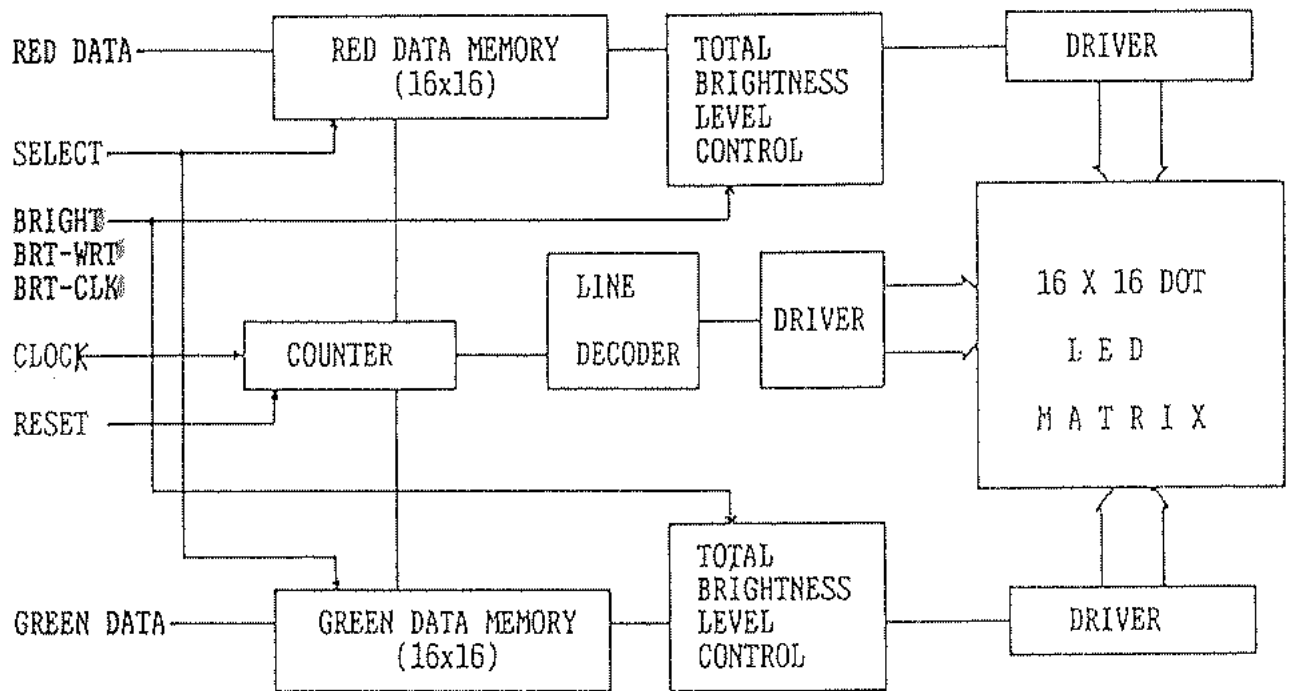 RED DATA
RED DATA MEMORY
(16x16)
TOTAL
BRIGHTNESS
LEVEL
CONTROL
DRIVER
SELECT
BRIGHT
BRT-WRT
BRT-CLK
LINE
DECODER
DRIVER
16 X 16 DOT
L E D
M A T R I X
CLOCK
COUNTER
RESET
GREEN DATA
GREEN DATA MEMORY
(16x16)
TOTAL
BRIGHTNESS
LEVEL
CONTROL
DRIVER